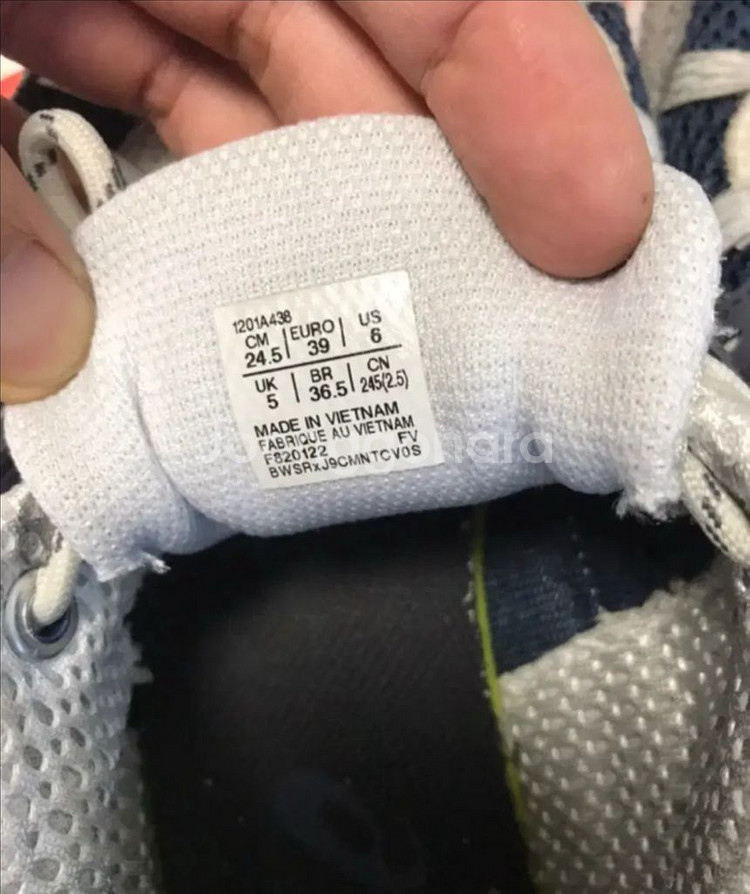 1201A438
CM 24.5 | EURO 39 | US 6
UK 5 | BR 36.5 | CN 245(2.5)
MADE IN VIETNAM
FABRIQUE AU VIETNAM
FS20122 FV
BWSRxJ9CMNTCV0S